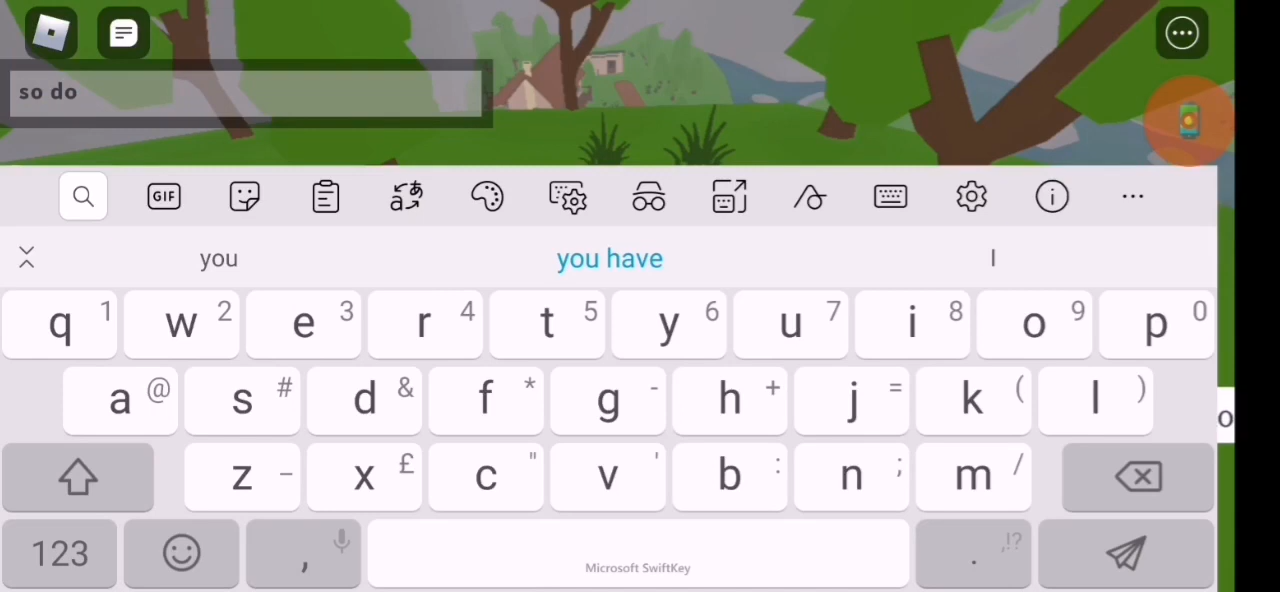 so do
GIF
you you have I
q 1 w 2 e 3 r 4 t 5 y 6 u 7 i 8 o 9 p 0
a @ s # d & f * g - h + j = k ( l )
o
z _ x £ c " v ' b : n ; m /
123 , . ,!?
Microsoft SwiftKey